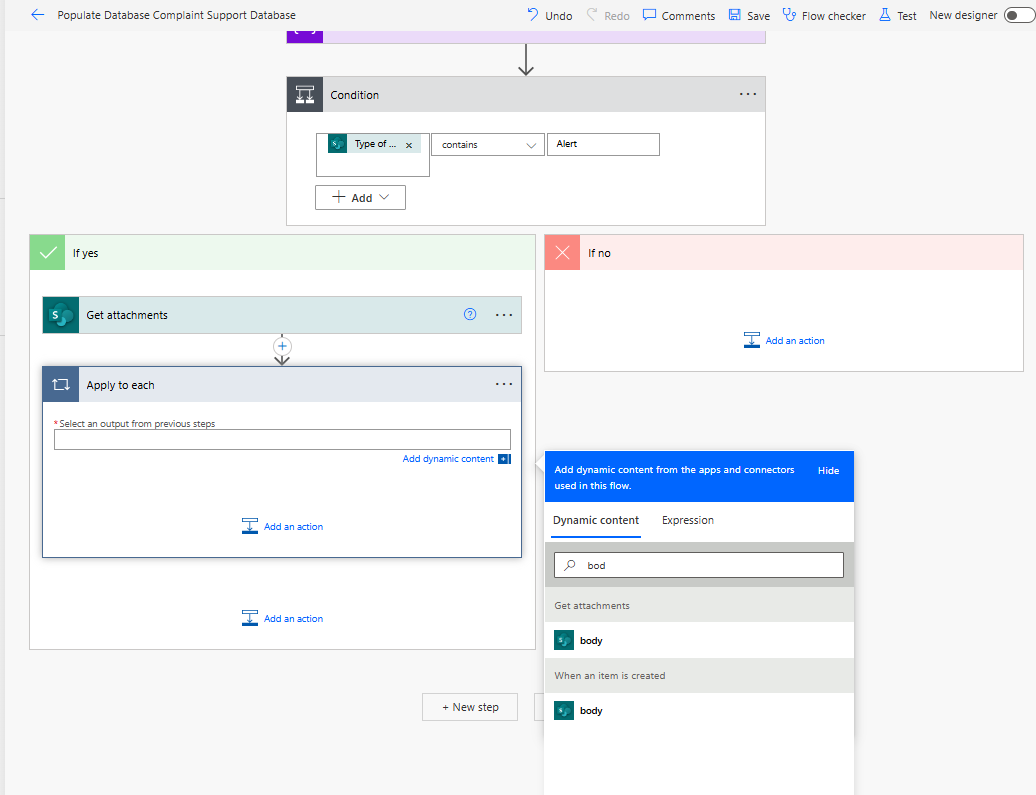 Populate Database Complaint Support Database
Undo
Redo
Comments
Save
Flow checker
Test
New designer
Condition
Type of ...
contains
Alert
Add
If yes
If no
Get attachments
Add an action
Apply to each
* Select an output from previous steps
Add dynamic content
Add dynamic content from the apps and connectors
used in this flow.
Hide
Dynamic content
Expression
bod
Add an action
Get attachments
Add an action
body
When an item is created
+ New step
body